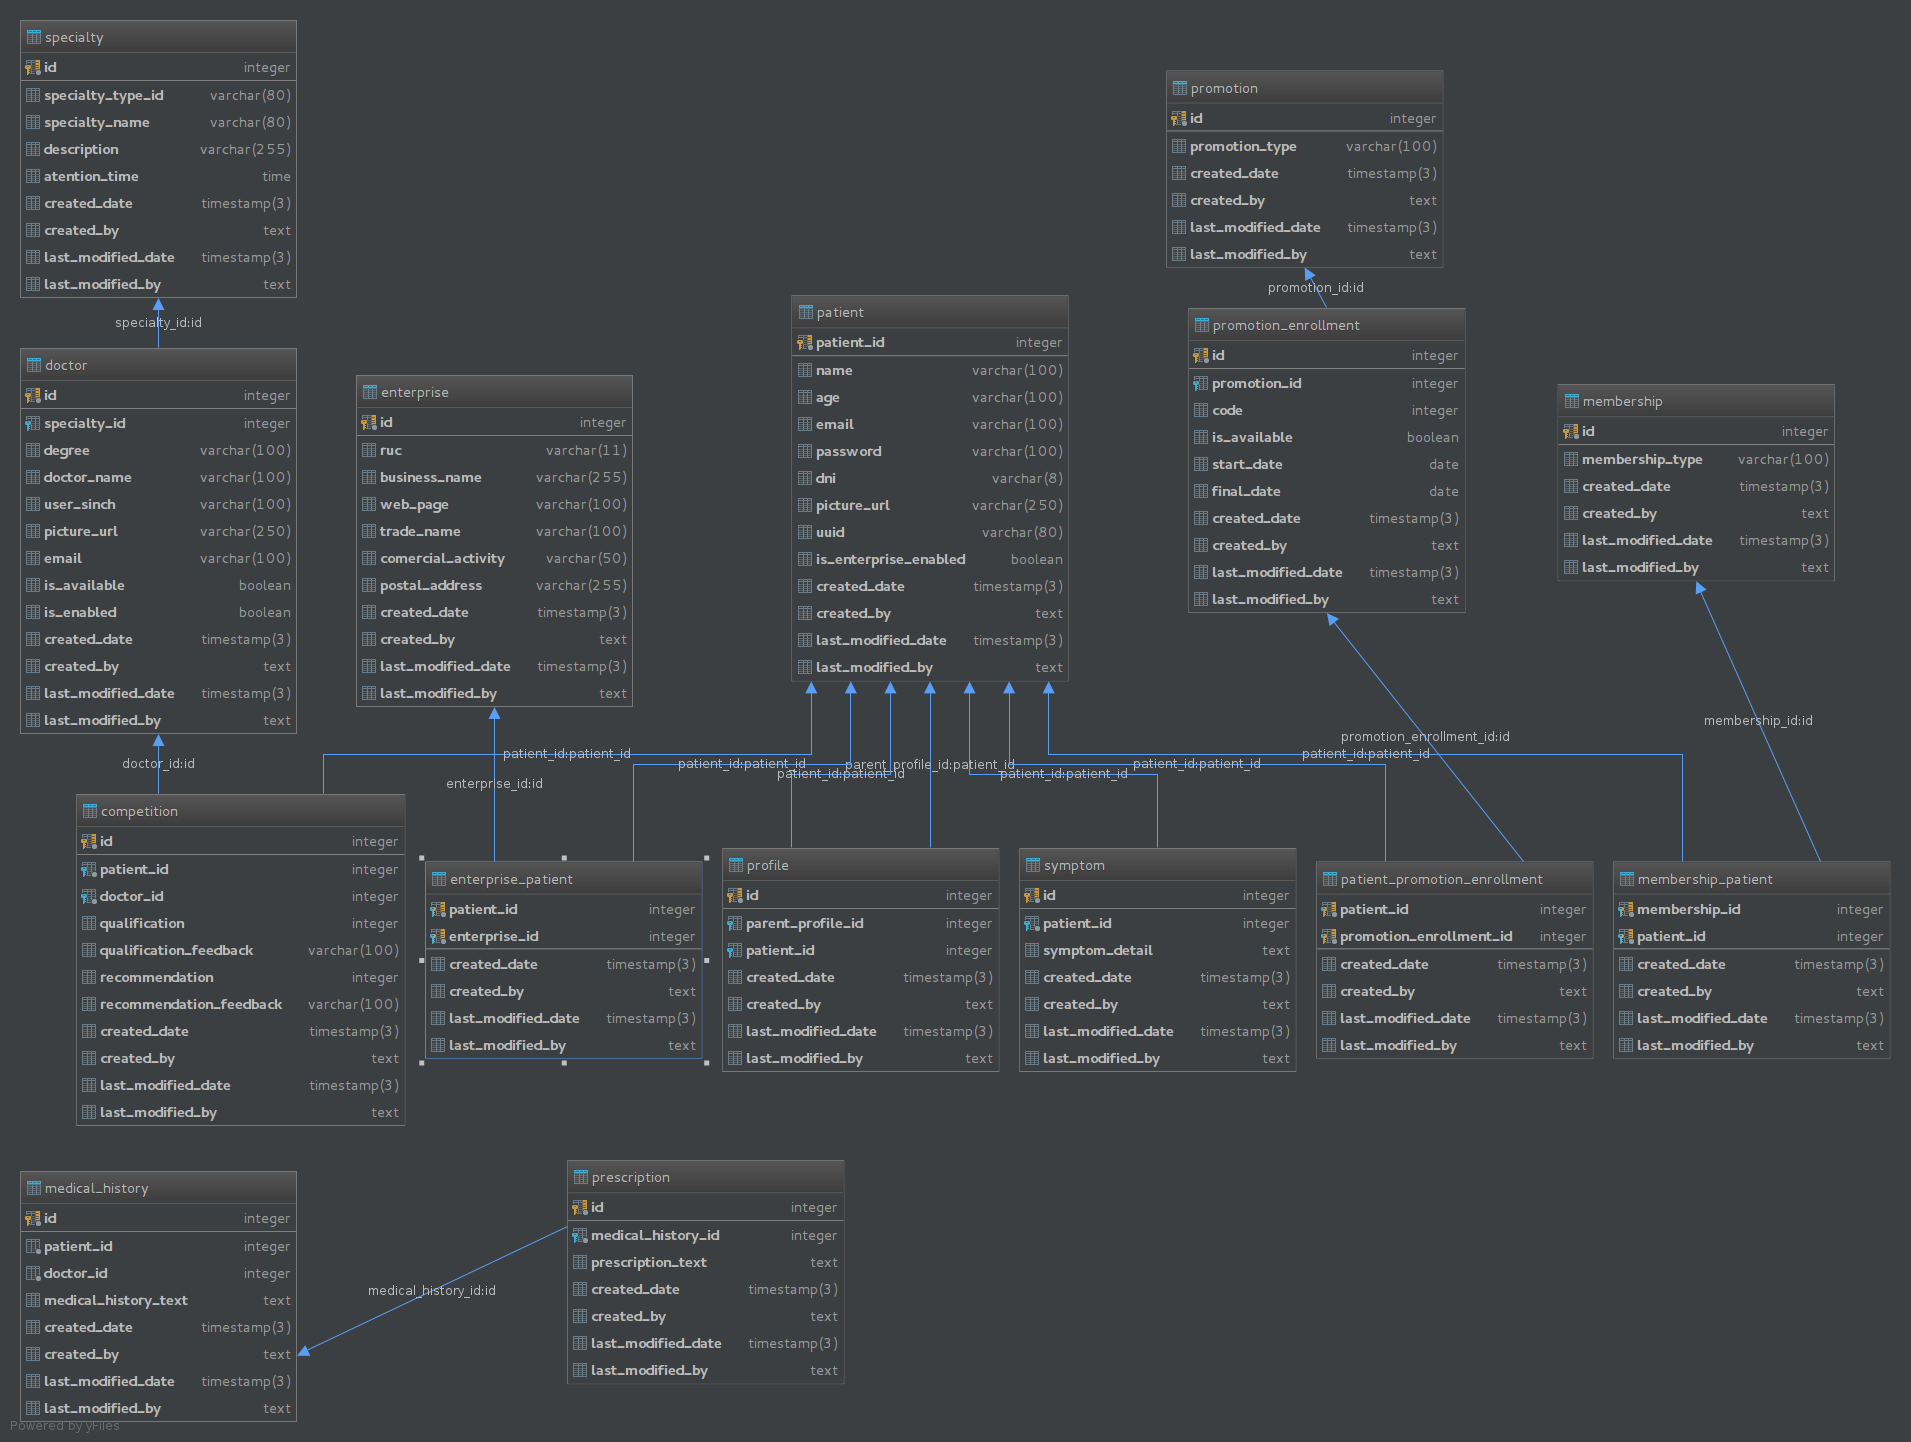 specialty
id integer
specialty_type_id varchar(80)
specialty_name varchar(80)
description varchar(255)
atention_time time
created_date timestamp(3)
created_by text
last_modified_date timestamp(3)
last_modified_by text
specialty_id:id
doctor
id integer
specialty_id integer
degree varchar(100)
doctor_name varchar(100)
user_sinch varchar(100)
picture_url varchar(250)
email varchar(100)
is_available boolean
is_enabled boolean
created_date timestamp(3)
created_by text
last_modified_date timestamp(3)
last_modified_by text
doctor_id:id
enterprise
id integer
ruc varchar(11)
business_name varchar(255)
web_page varchar(100)
trade_name varchar(100)
comercial_activity varchar(50)
postal_address varchar(255)
created_date timestamp(3)
created_by text
last_modified_date timestamp(3)
last_modified_by text
enterprise_id:id
patient
patient_id integer
name varchar(100)
age varchar(100)
email varchar(100)
password varchar(100)
dni varchar(8)
picture_url varchar(250)
uuid varchar(80)
is_enterprise_enabled boolean
created_date timestamp(3)
created_by text
last_modified_date timestamp(3)
last_modified_by text
promotion
id integer
promotion_type varchar(100)
created_date timestamp(3)
created_by text
last_modified_date timestamp(3)
last_modified_by text
promotion_id:id
promotion_enrollment
id integer
promotion_id integer
code integer
is_available boolean
start_date date
final_date date
created_date timestamp(3)
created_by text
last_modified_date timestamp(3)
last_modified_by text
membership
id integer
membership_type varchar(100)
created_date timestamp(3)
created_by text
last_modified_date timestamp(3)
last_modified_by text
membership_id:id
promotion_enrollment_id:id
patient_id:patient_id
patient_id:patient_id
patient_id:patient_id
parent_profile_id:patient_id
patient_id:patient_id
patient_id:patient_id
patient_id:patient_id
competition
id integer
patient_id integer
doctor_id integer
qualification integer
qualification_feedback varchar(100)
recommendation integer
recommendation_feedback varchar(100)
created_date timestamp(3)
created_by text
last_modified_date timestamp(3)
last_modified_by text
enterprise_patient
patient_id integer
enterprise_id integer
created_date timestamp(3)
created_by text
last_modified_date timestamp(3)
last_modified_by text
profile
id integer
parent_profile_id integer
patient_id integer
created_date timestamp(3)
created_by text
last_modified_date timestamp(3)
last_modified_by text
symptom
id integer
patient_id integer
symptom_detail text
created_date timestamp(3)
created_by text
last_modified_date timestamp(3)
last_modified_by text
patient_promotion_enrollment
patient_id integer
promotion_enrollment_id integer
created_date timestamp(3)
created_by text
last_modified_date timestamp(3)
last_modified_by text
membership_patient
membership_id integer
patient_id integer
created_date timestamp(3)
created_by text
last_modified_date timestamp(3)
last_modified_by text
medical_history
id integer
patient_id integer
doctor_id integer
medical_history_text text
created_date timestamp(3)
created_by text
last_modified_date timestamp(3)
last_modified_by text
medical_history_id:id
prescription
id integer
medical_history_id integer
prescription_text text
created_date timestamp(3)
created_by text
last_modified_date timestamp(3)
last_modified_by text
Powered by yFiles